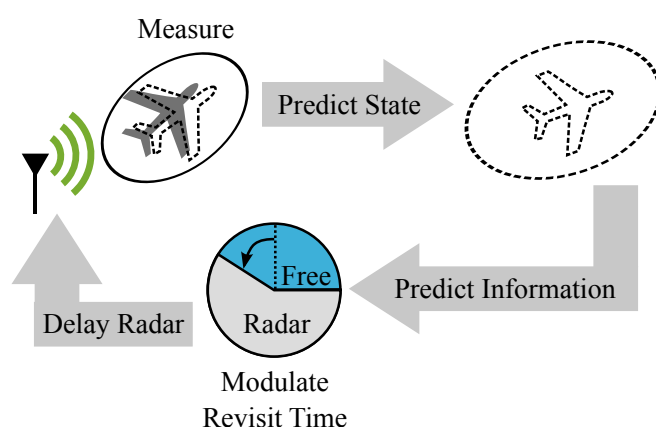 Measure
Predict State
Predict Information
Free
Radar
Delay Radar
Modulate
Revisit Time